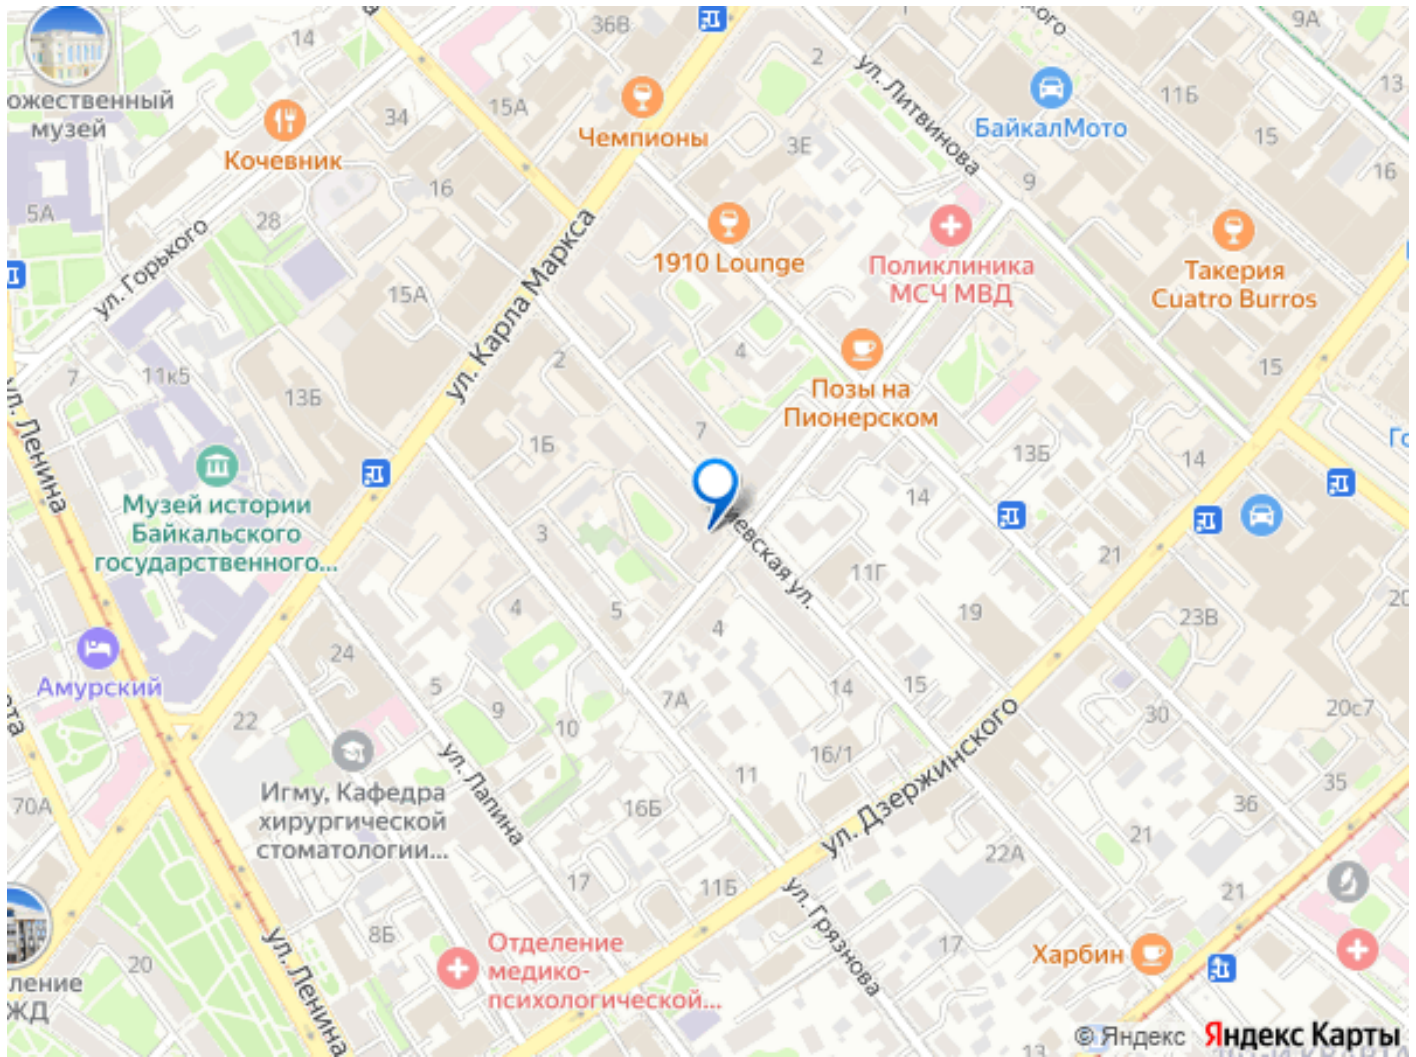 14
36В
2
9А
ул. Литвинова
13
ожественный
музей
34
15А
Чемпионы
3Е
БайкалМото
11Б
15
Кочевник
16
9
16
5А
28
ул. Горького
15А
ул. Карла Маркса
1910 Lounge
Поликлиника
МСЧ МВД
Такерия
Cuatro Burros
7
11к5
13Б
2
4
Позы на
Пионерском
15
ул. Ленина
1Б
7
13Б
14
Музей истории
Байкальского
государственного...
3
14
21
иевская ул.
11Г
4
5
4
19
23В
20
24
Амурский
5
9
7А
14
15
30
20с7
22
10
16/1
ул. Дзержинского
ул. Лапина
11
35
70А
Игму, Кафедра
хирургической
стоматологии...
16Б
36
21
22А
17
11Б
ул. Грязнова
21
ул. Ленина
8Б
Отделение
медико-
психологической...
17
Харбин
20
ление
ЖД
13
© Яндекс Яндекс Карты